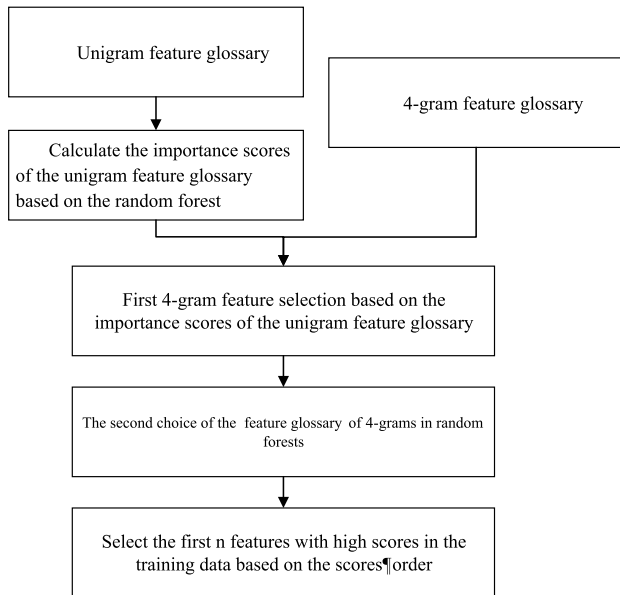 Unigram feature glossary
4-gram feature glossary
Calculate the importance scores
of the unigram feature glossary
based on the random forest
First 4-gram feature selection based on the
importance scores of the unigram feature glossary
The second choice of the feature glossary of 4-grams in random
forests
Select the first n features with high scores in the
training data based on the scores¶order